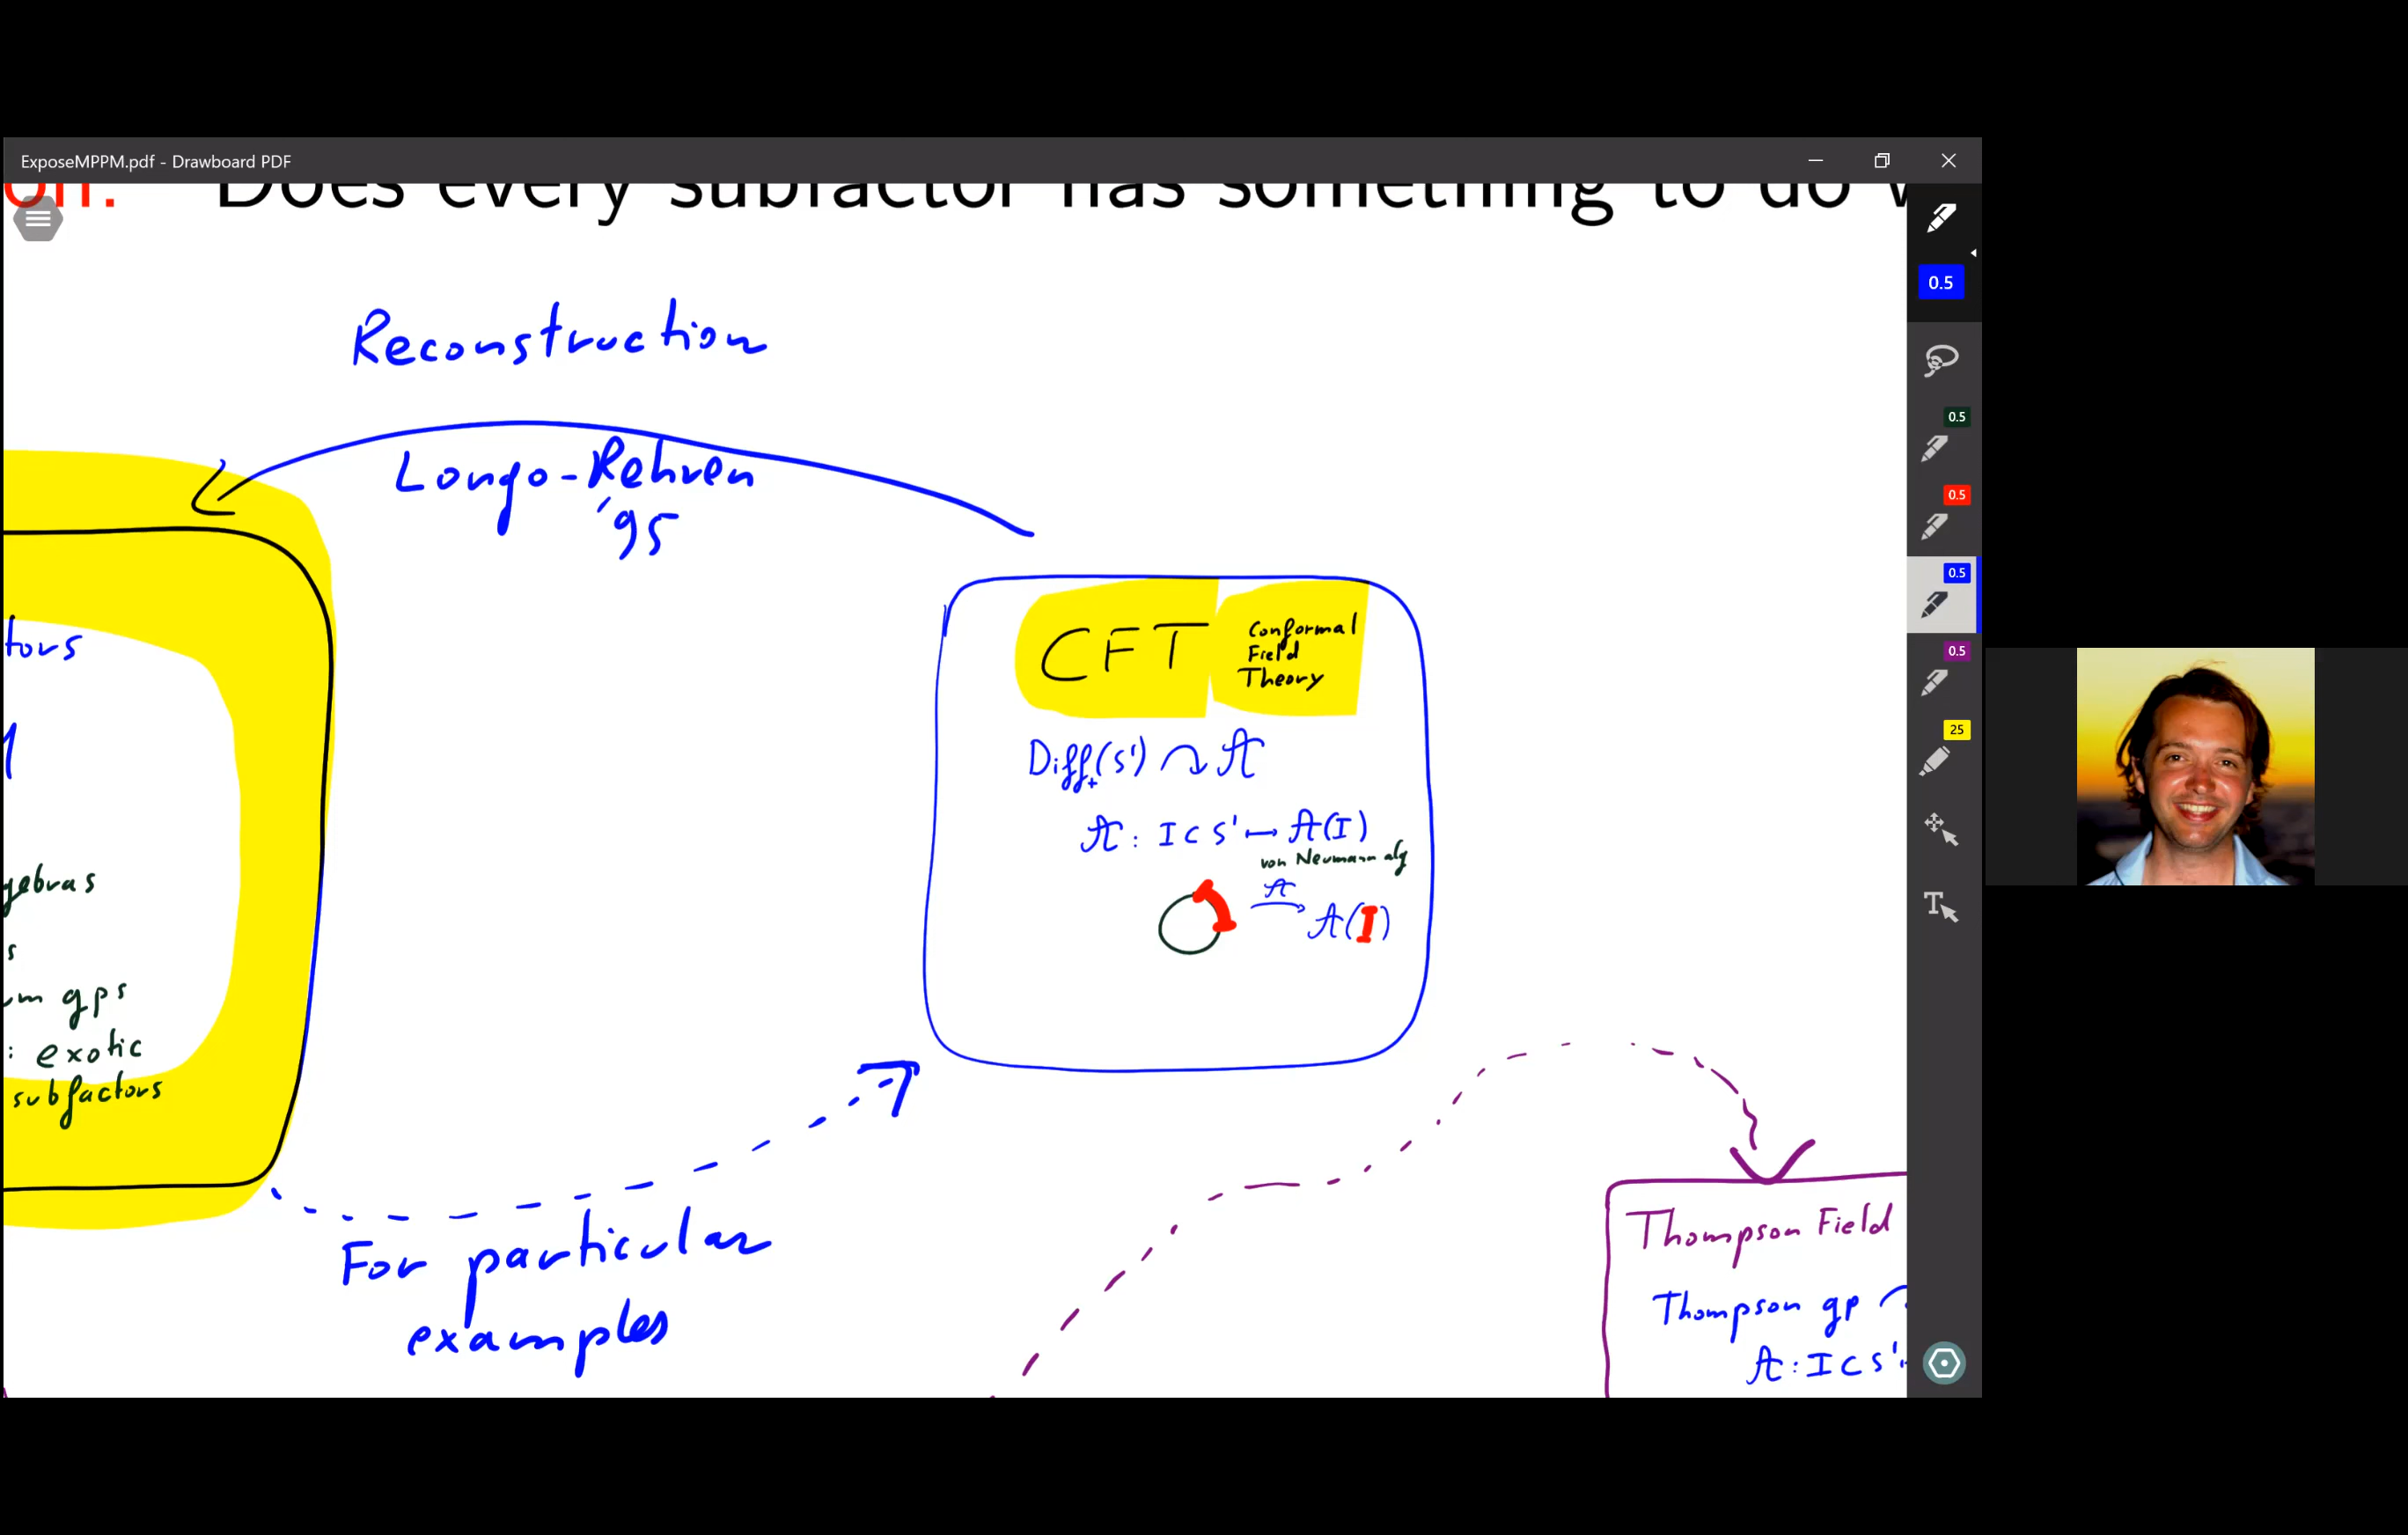 ExposeMPPM.pdf - Drawboard PDF
on: Does every subfactor has something to do w
Reconstruction
Longo-Rehren
'95
CFT
Conformal
Field
Theory
Diff₊(S¹) ↷ A
A: I ⊂ S¹ ↦ A(I)
von Neumann alg
A
A(I)
tors
gebras
s
um gps
: exotic
subfactors
For particular
examples
Thompson Field
Thompson gp
A: I ⊂ S¹
0.5
0.5
0.5
0.5
0.5
25
T